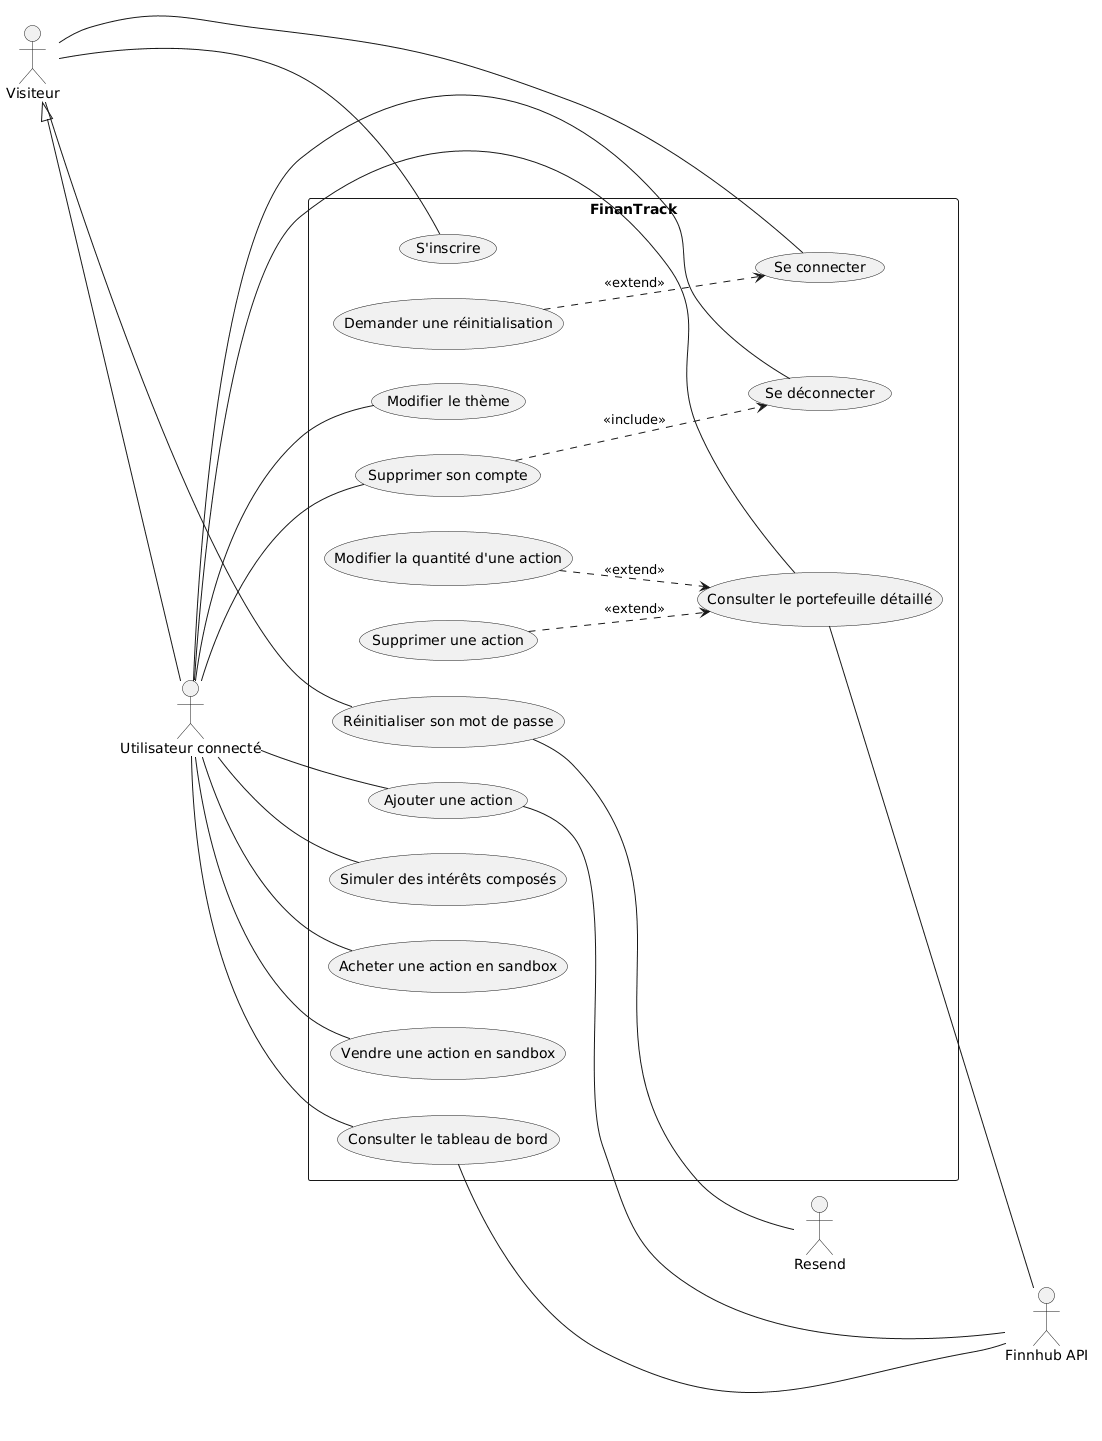 Visiteur
FinanTrack
S'inscrire
Se connecter
«extend»
Demander une réinitialisation
Modifier le thème
Se déconnecter
«include»
Supprimer son compte
Modifier la quantité d'une action
«extend»
Consulter le portefeuille détaillé
«extend»
Supprimer une action
Réinitialiser son mot de passe
Utilisateur connecté
Ajouter une action
Simuler des intérêts composés
Acheter une action en sandbox
Vendre une action en sandbox
Consulter le tableau de bord
Resend
Finnhub API